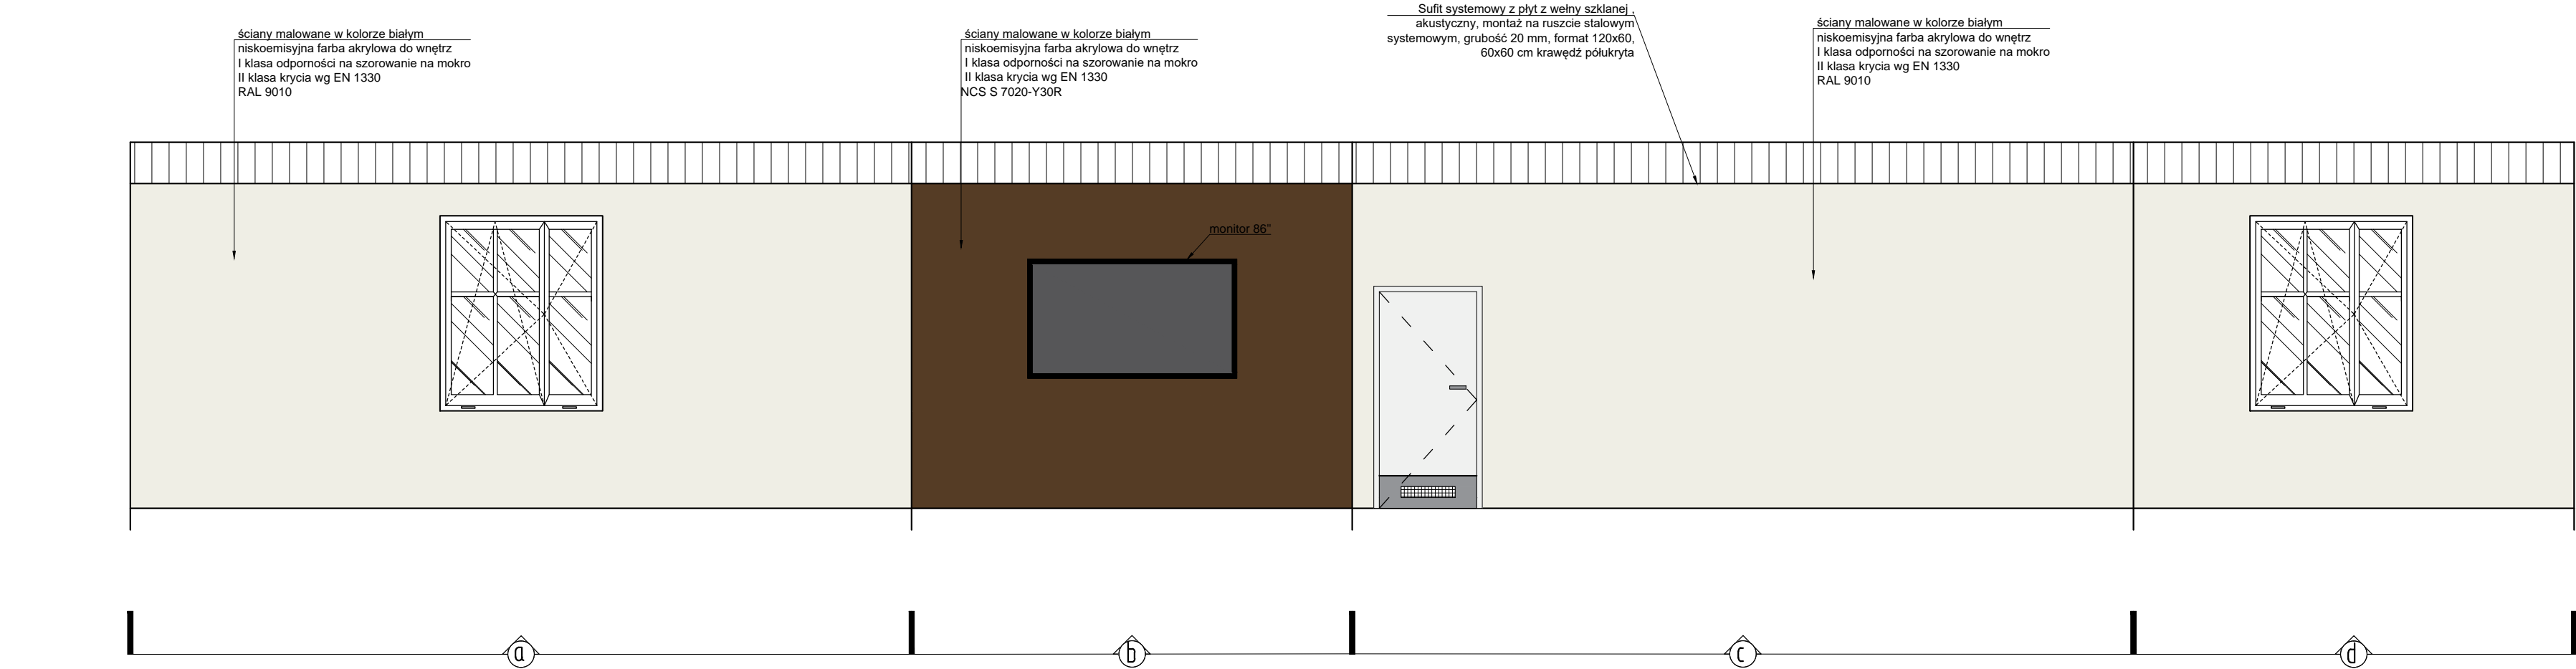 ściany malowane w kolorze białym
niskoemisyjna farba akrylowa do wnętrz
I klasa odporności na szorowanie na mokro
II klasa krycia wg EN 1330
RAL 9010
ściany malowane w kolorze białym
niskoemisyjna farba akrylowa do wnętrz
I klasa odporności na szorowanie na mokro
II klasa krycia wg EN 1330
NCS S 7020-Y30R
Sufit systemowy z płyt z wełny szklanej ,
akustyczny, montaż na ruszcie stalowym
systemowym, grubość 20 mm, format 120x60,
60x60 cm krawędź półukryta
ściany malowane w kolorze białym
niskoemisyjna farba akrylowa do wnętrz
I klasa odporności na szorowanie na mokro
II klasa krycia wg EN 1330
RAL 9010
monitor 86"
a
b
c
d